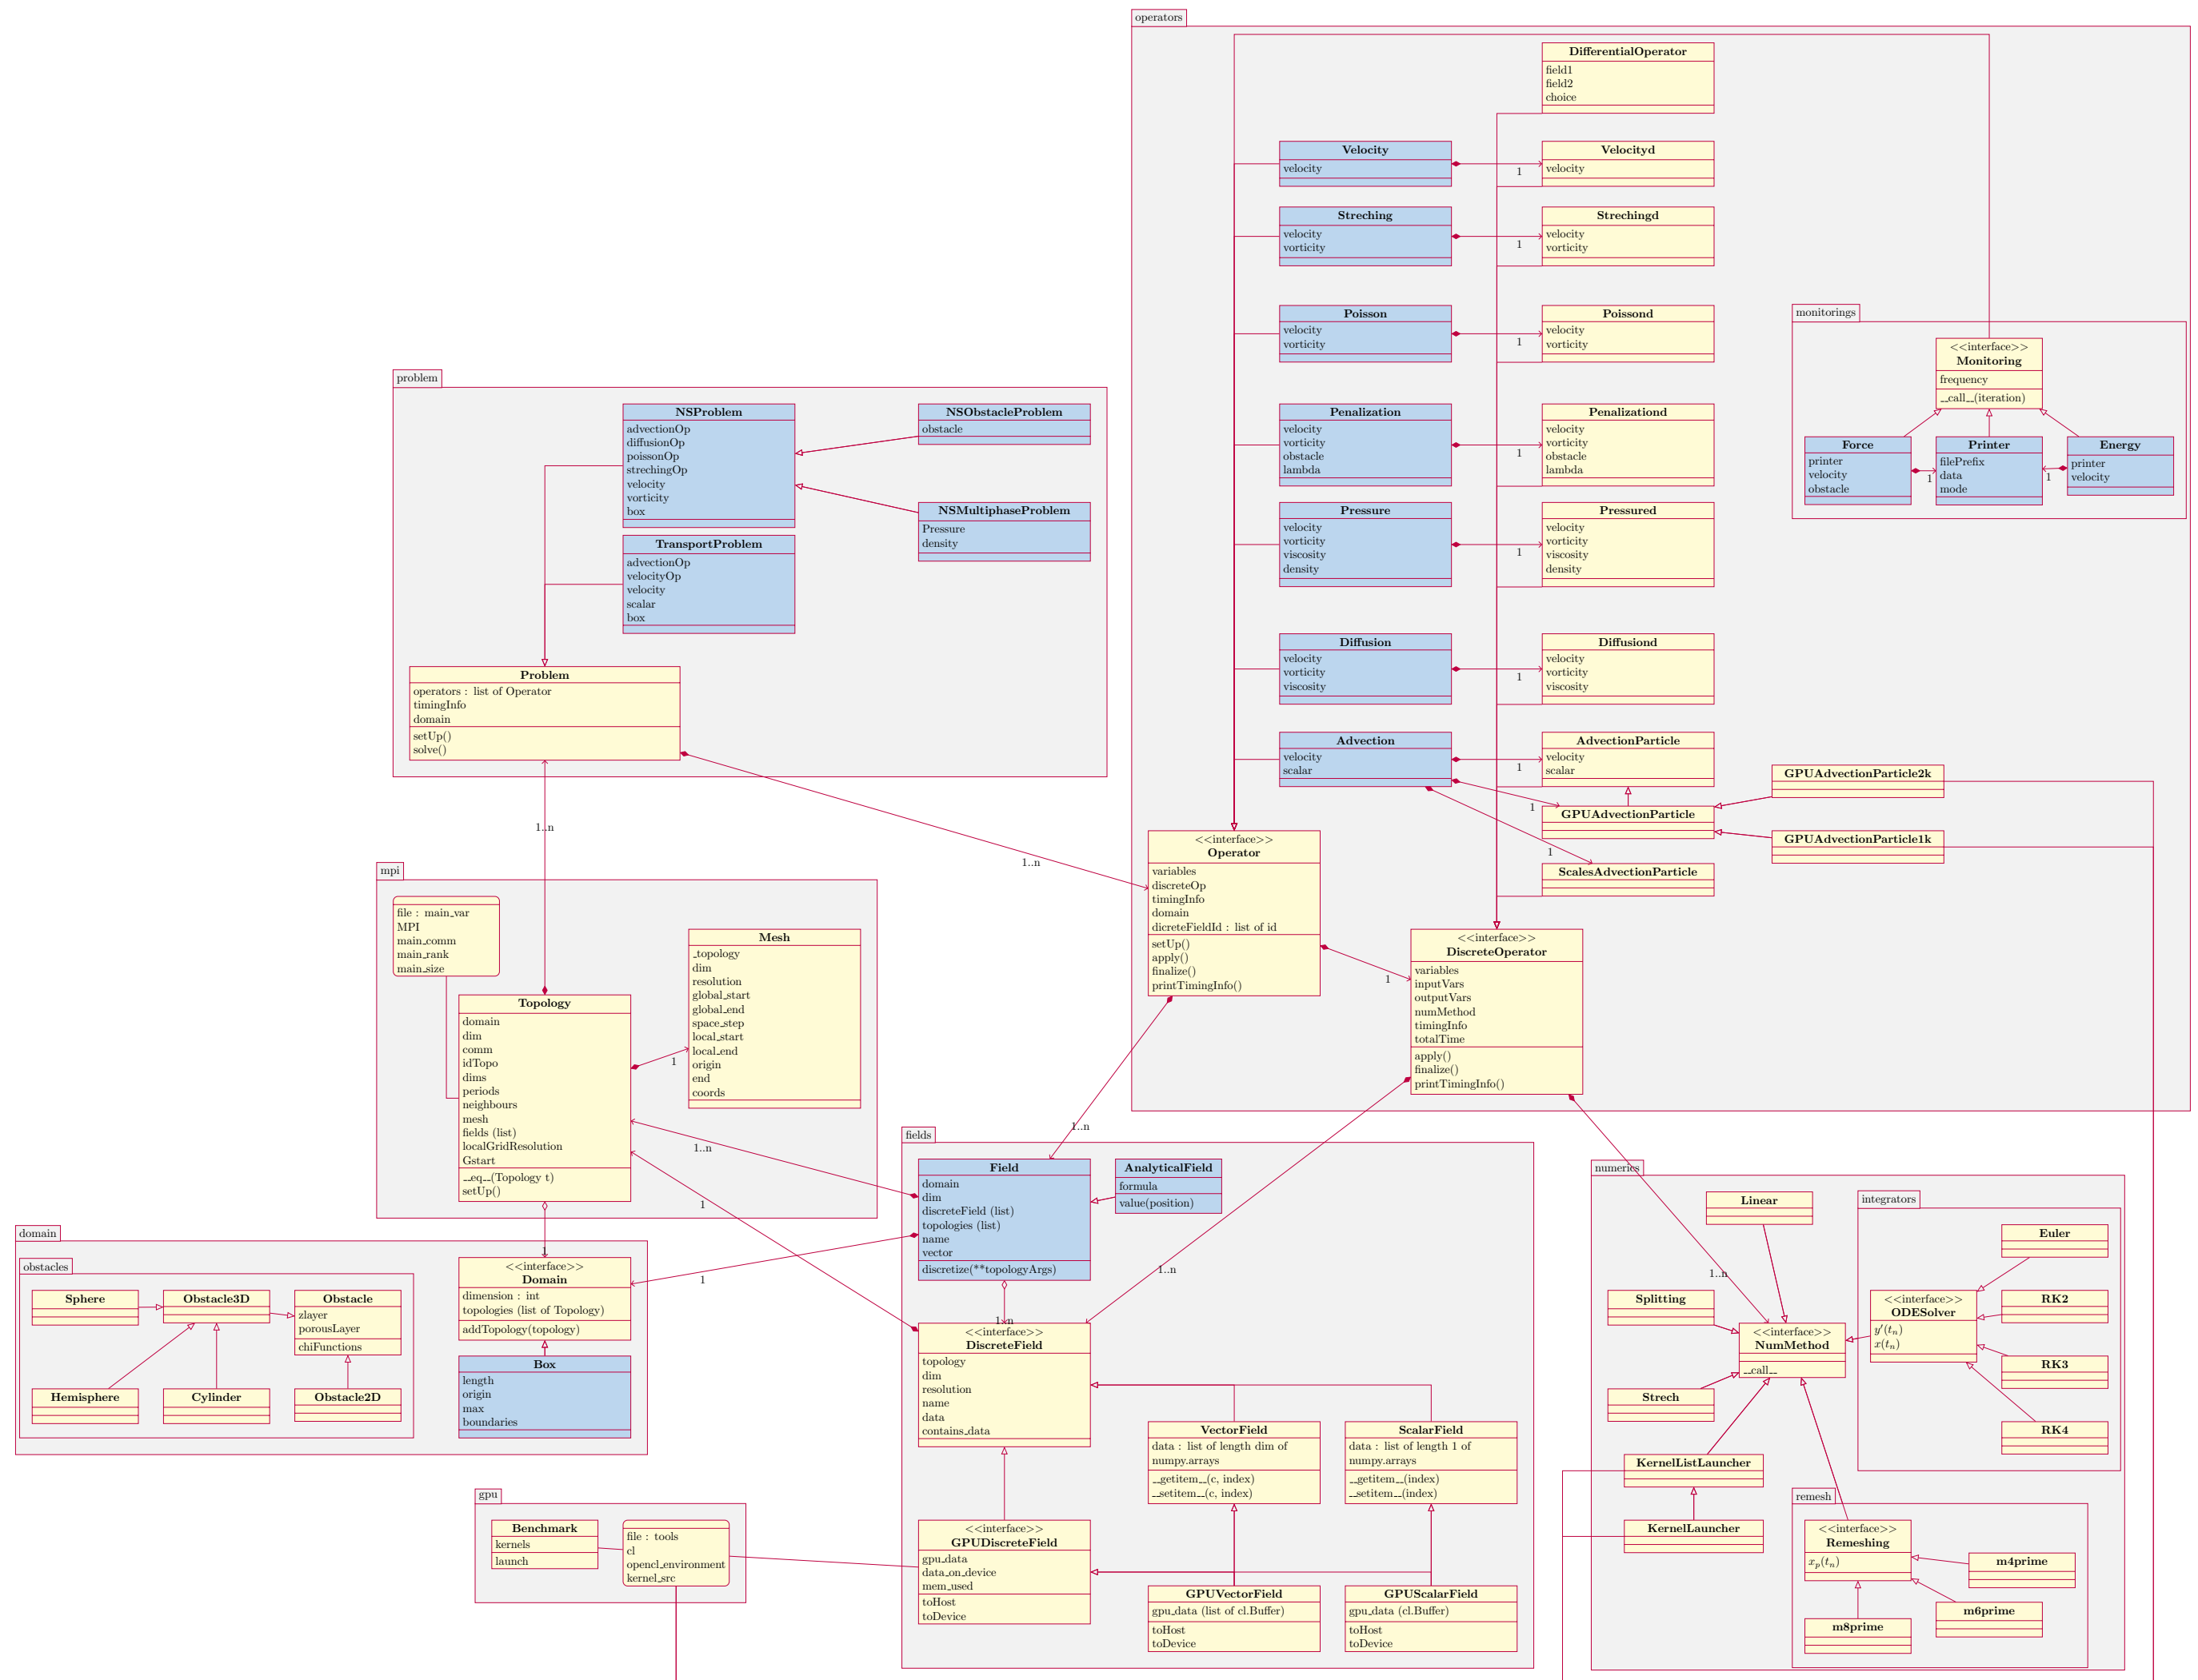 operators
DifferentialOperator
field1
field2
choice
Velocity
velocity
Velocityd
velocity
1
Streching
velocity
vorticity
Strechingd
velocity
vorticity
1
Poisson
velocity
vorticity
Poissond
velocity
vorticity
1
Penalization
velocity
vorticity
obstacle
lambda
Penalizationd
velocity
vorticity
obstacle
lambda
1
Pressure
velocity
vorticity
viscosity
density
Pressured
velocity
vorticity
viscosity
density
1
Diffusion
velocity
vorticity
viscosity
Diffusiond
velocity
vorticity
viscosity
1
Advection
velocity
scalar
AdvectionParticle
velocity
scalar
1
GPUAdvectionParticle
1
GPUAdvectionParticle2k
GPUAdvectionParticle1k
ScalesAdvectionParticle
1
<<interface>>
Operator
variables
discreteOp
timingInfo
domain
dicreteFieldId : list of id
setUp()
apply()
finalize()
printTimingInfo()
1
<<interface>>
DiscreteOperator
variables
inputVars
outputVars
numMethod
timingInfo
totalTime
apply()
finalize()
printTimingInfo()
monitorings
<<interface>>
Monitoring
frequency
__call__(iteration)
Force
printer
velocity
obstacle
1
Printer
filePrefix
data
mode
1
Energy
printer
velocity
problem
NSProblem
advectionOp
diffusionOp
poissonOp
strechingOp
velocity
vorticity
box
NSObstacleProblem
obstacle
NSMultiphaseProblem
Pressure
density
TransportProblem
advectionOp
velocityOp
velocity
scalar
box
Problem
operators : list of Operator
timingInfo
domain
setUp()
solve()
1..n
1..n
mpi
file : main_var
MPI
main_comm
main_rank
main_size
Mesh
_topology
dim
resolution
global_start
global_end
space_step
local_start
local_end
origin
end
coords
Topology
domain
dim
comm
idTopo
dims
periods
neighbours
mesh
fields (list)
localGridResolution
Gstart
__eq__(Topology t)
setUp()
1
1..n
1
1
1
1..n
domain
obstacles
Sphere
Obstacle3D
Obstacle
zlayer
porousLayer
chiFunctions
Hemisphere
Cylinder
Obstacle2D
<<interface>>
Domain
dimension : int
topologies (list of Topology)
addTopology(topology)
Box
length
origin
max
boundaries
fields
Field
domain
dim
discreteField (list)
topologies (list)
name
vector
discretize(**topologyArgs)
AnalyticalField
formula
value(position)
1..n
1..n
<<interface>>
DiscreteField
topology
dim
resolution
name
data
contains_data
VectorField
data : list of length dim of
numpy.arrays
__getitem__(c, index)
__setitem__(c, index)
ScalarField
data : list of length 1 of
numpy.arrays
__getitem__(index)
__setitem__(index)
<<interface>>
GPUDiscreteField
gpu_data
data_on_device
mem_used
toHost
toDevice
GPUVectorField
gpu_data (list of cl.Buffer)
toHost
toDevice
GPUScalarField
gpu_data (cl.Buffer)
toHost
toDevice
gpu
Benchmark
kernels
launch
file : tools
cl
opencl_environment
kernel_src
numerics
Linear
1..n
Splitting
<<interface>>
NumMethod
__call__
Strech
KernelListLauncher
KernelLauncher
integrators
Euler
<<interface>>
ODESolver
y′(tn)
x(tn)
RK2
RK3
RK4
remesh
<<interface>>
Remeshing
xp(tn)
m4prime
m6prime
m8prime